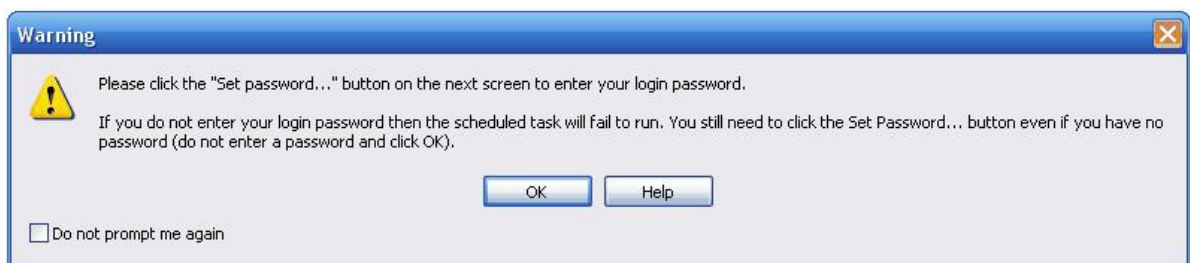 Warning
Please click the "Set password..." button on the next screen to enter your login password.
If you do not enter your login password then the scheduled task will fail to run. You still need to click the Set Password... button even if you have no
password (do not enter a password and click OK).
OK
Help
Do not prompt me again